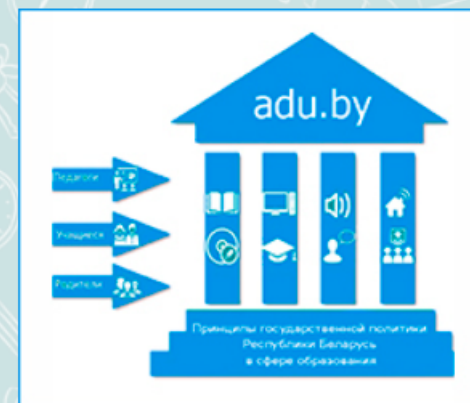 adu.by
Педагоги
Учащиеся
Родители
Принципы государственной политики
Республики Беларусь
в сфере образования